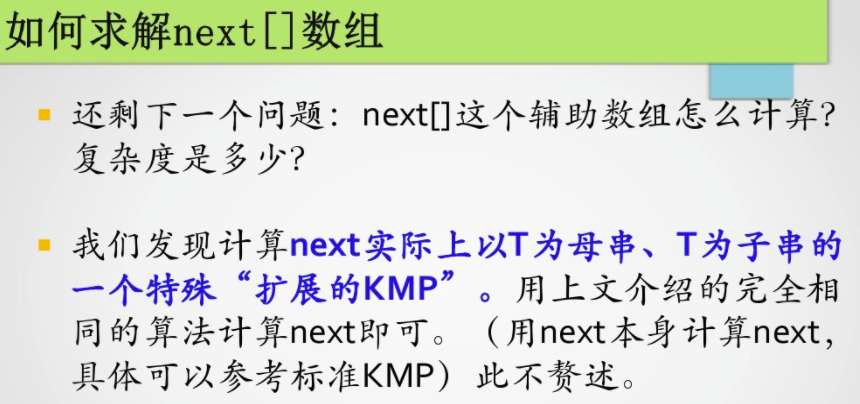 如何求解next[]数组
还剩下一个问题：next[]这个辅助数组怎么计算？
复杂度是多少？
我们发现计算next实际上以T为母串、T为子串的
一个特殊“扩展的KMP”。用上文介绍的完全相
同的算法计算next即可。（用next本身计算next，
具体可以参考标准KMP）此不赘述。